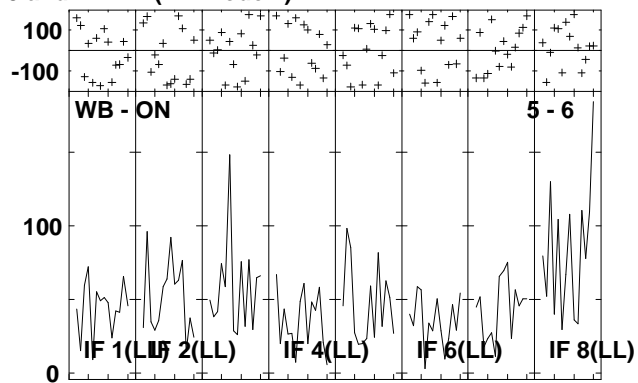 100
-100
WB - ON
5 - 6
100
0
IF 1(LL)
IF 2(LL)
IF 4(LL)
IF 6(LL)
IF 8(LL)